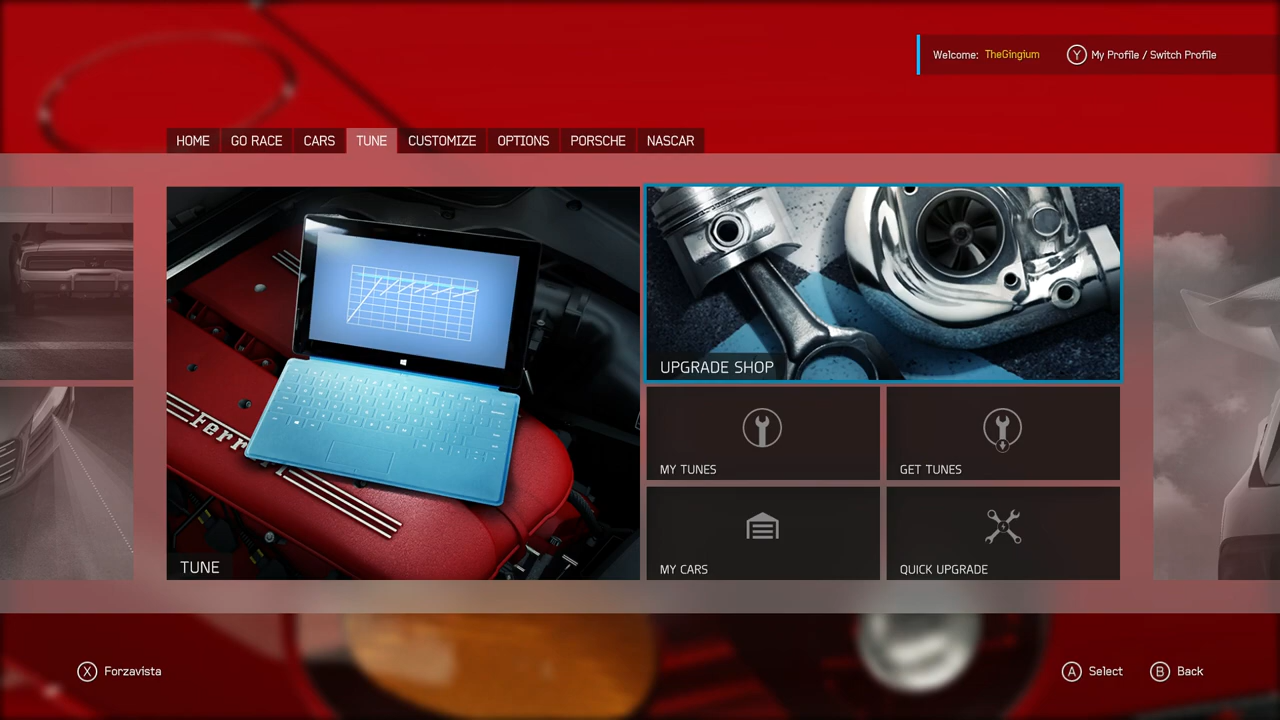 Welcome: TheGingium
Y My Profile / Switch Profile
HOME GO RACE CARS TUNE CUSTOMIZE OPTIONS PORSCHE NASCAR
UPGRADE SHOP
Ferr
MY TUNES
GET TUNES
TUNE
MY CARS
QUICK UPGRADE
X Forzavista
A Select
B Back